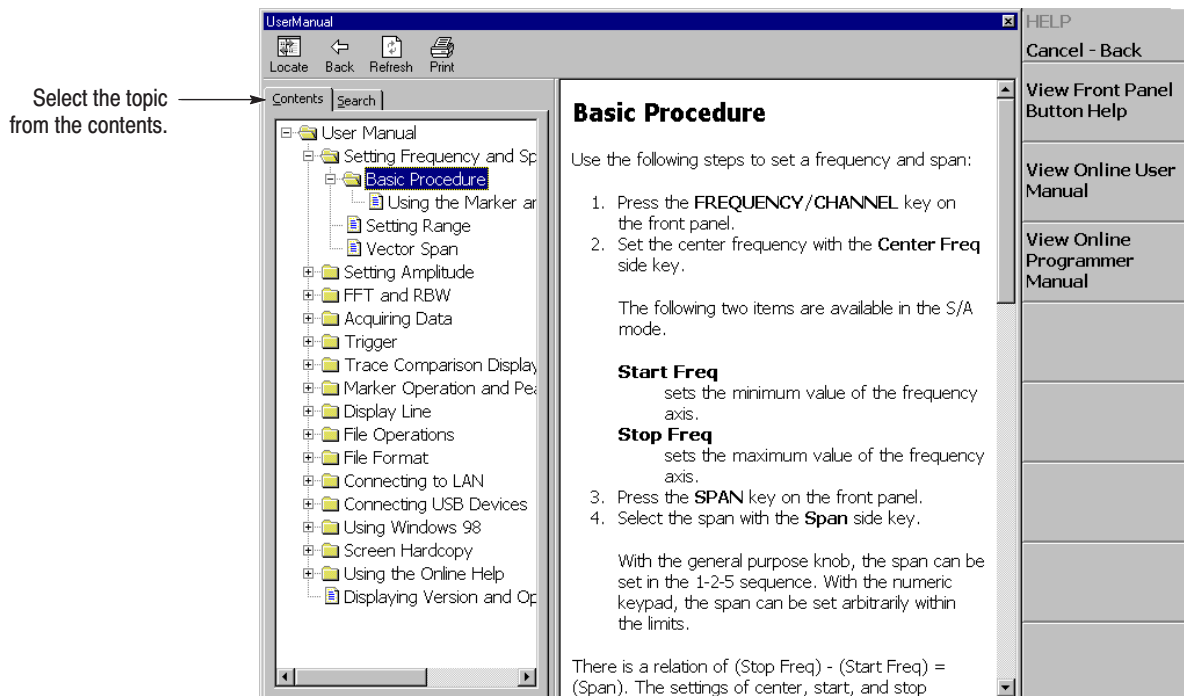 Select the topic
from the contents.
UserManual
Locate Back Refresh Print
Contents Search
User Manual
Setting Frequency and Sp
Basic Procedure
Using the Marker ar
Setting Range
Vector Span
Setting Amplitude
FFT and RBW
Acquiring Data
Trigger
Trace Comparison Display
Marker Operation and Pea
Display Line
File Operations
File Format
Connecting to LAN
Connecting USB Devices
Using Windows 98
Screen Hardcopy
Using the Online Help
Displaying Version and Op
Basic Procedure
Use the following steps to set a frequency and span:
1. Press the FREQUENCY/CHANNEL key on
the front panel.
2. Set the center frequency with the Center Freq
side key.
The following two items are available in the S/A
mode.
Start Freq
sets the minimum value of the frequency
axis.
Stop Freq
sets the maximum value of the frequency
axis.
3. Press the SPAN key on the front panel.
4. Select the span with the Span side key.
With the general purpose knob, the span can be
set in the 1-2-5 sequence. With the numeric
keypad, the span can be set arbitrarily within
the limits.
There is a relation of (Stop Freq) - (Start Freq) =
(Span). The settings of center, start, and stop
HELP
Cancel - Back
View Front Panel
Button Help
View Online User
Manual
View Online
Programmer
Manual